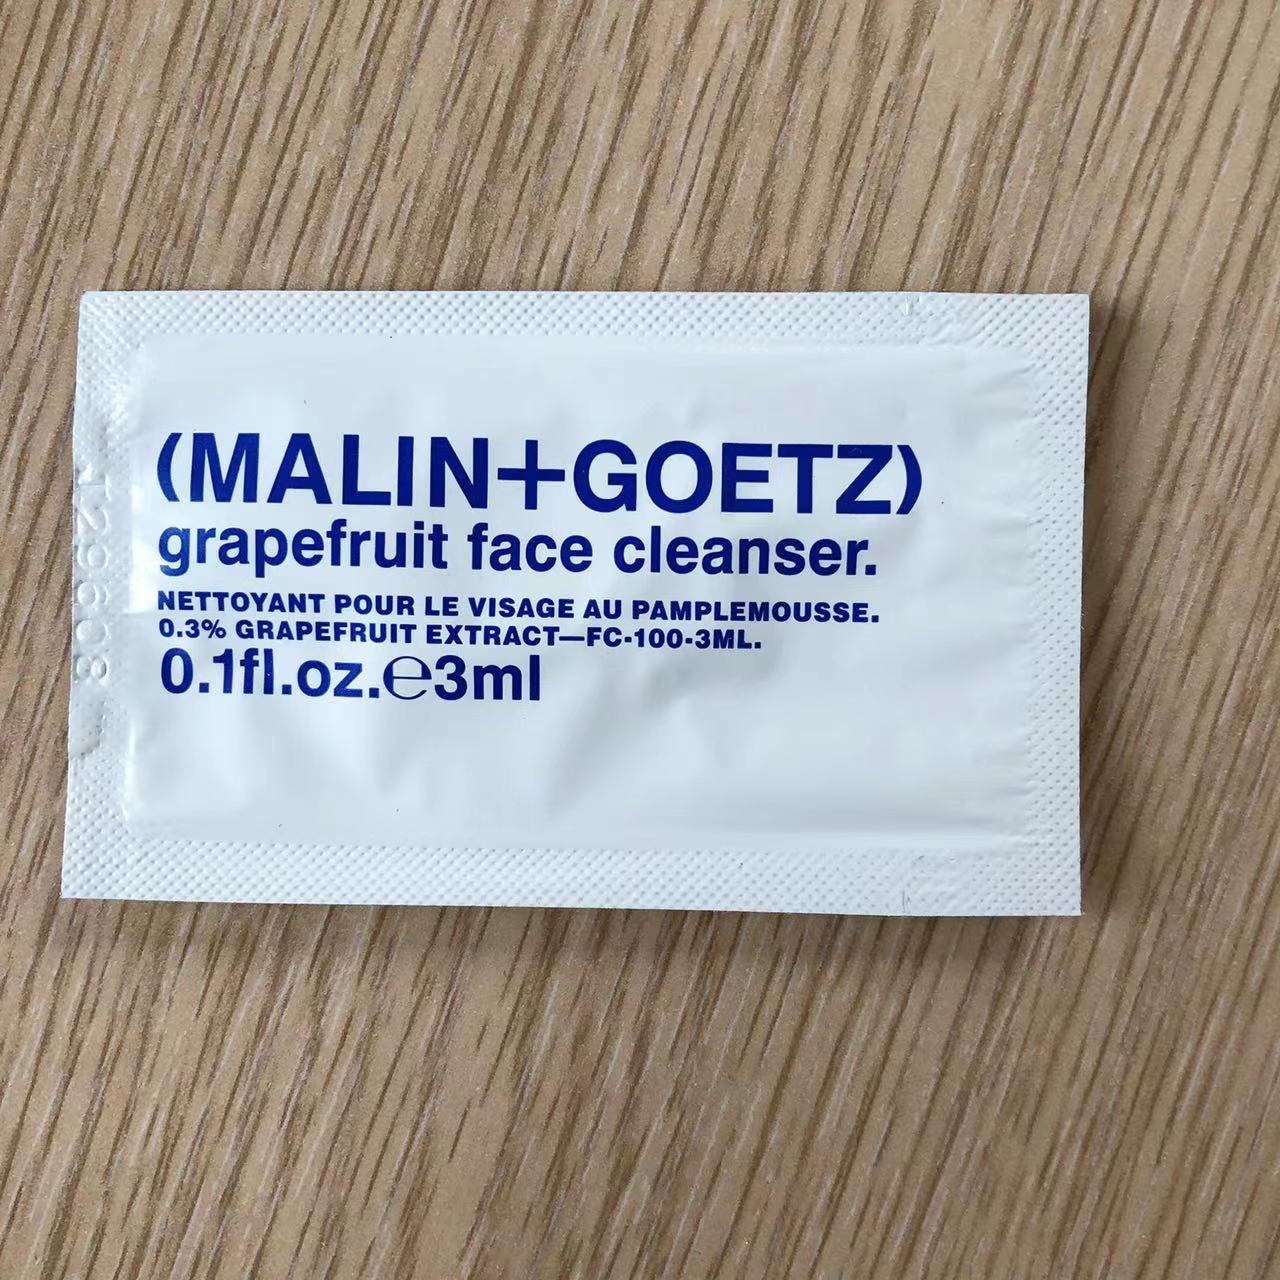 (MALIN+GOETZ)
grapefruit face cleanser.
NETTOYANT POUR LE VISAGE AU PAMPLEMOUSSE.
0.3% GRAPEFRUIT EXTRACT—FC-100-3ML.
0.1fl.oz.℮3ml